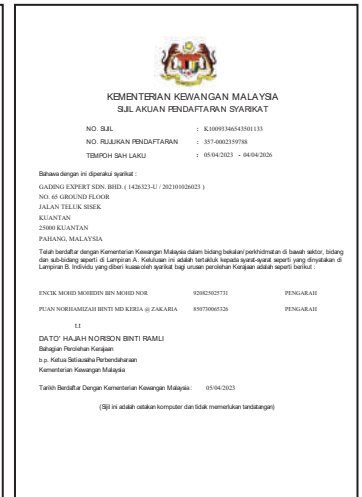 KEMENTERIAN KEWANGAN MALAYSIA
SIJIL AKUAN PENDAFTARAN SYARIKAT
NO. SIJIL : K10093346543501133
NO. RUJUKAN PENDAFTARAN : 357-0002359788
TEMPOH SAH LAKU : 05/04/2023 - 04/04/2026
Bahawa dengan ini diperakui syarikat :
GADING EXPERT SDN. BHD. ( 1426323-U / 202101026023 )
NO. 65 GROUND FLOOR
JALAN TELUK SISEK
KUANTAN
25000 KUANTAN
PAHANG, MALAYSIA
Telah berdaftar dengan Kementerian Kewangan Malaysia dalam bidang bekalan/perkhidmatan di bawah sektor, bidang
dan sub-bidang seperti di Lampiran A. Kelulusan ini adalah tertakluk kepada syarat-syarat seperti yang dinyatakan di
Lampiran B. Individu yang diberi kuasa oleh syarikat bagi urusan perolehan Kerajaan adalah seperti berikut :
ENCIK MOHD MOHIDIN BIN MOHD NOR 920825025731 PENGARAH
PUAN NORHAMIZAH BINTI MD KERIA @ ZAKARIA 850730065326 PENGARAH
t.t
DATO' HAJAH NORISON BINTI RAMLI
Bahagian Perolehan Kerajaan
b.p. Ketua Setiausaha Perbendaharaan
Kementerian Kewangan Malaysia
Tarikh Berdaftar Dengan Kementerian Kewangan Malaysia : 05/04/2023
(Sijil ini adalah cetakan komputer dan tidak memerlukan tandatangan)